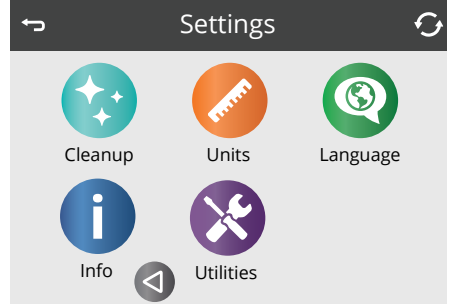 Settings
Cleanup
Units
Language
Info
Utilities